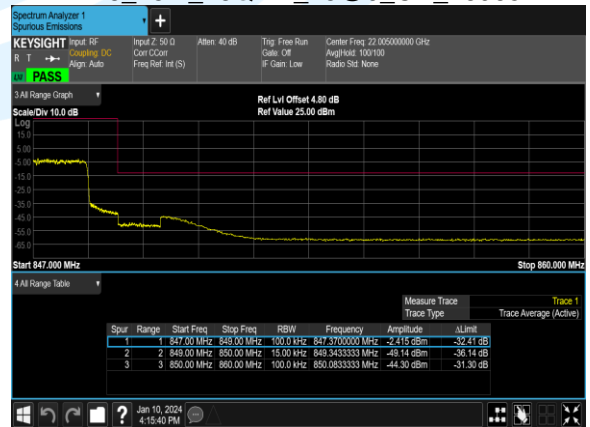 Spectrum Analyzer 1
Spurious Emissions
+
KEYSIGHT Input: RF Input Z: 50 Ω Atten: 40 dB Trig: Free Run Center Freq: 22.005000000 GHz
R T Coupling: DC Corr CCorr Gate: Off Avg|Hold: 100/100
Align: Auto Freq Ref: Int (S) IF Gain: Low Radio Std: None
PASS
3 All Range Graph
Ref Lvl Offset 4.80 dB
Scale/Div 10.0 dB Ref Value 25.00 dBm
Log
15.0
5.00
-5.00
-15.0
-25.0
-35.0
-45.0
-55.0
-65.0
Start 847.000 MHz Stop 860.000 MHz
4 All Range Table
Measure Trace Trace 1
Trace Type Trace Average (Active)
Spur Range Start Freq Stop Freq RBW Frequency Amplitude ΔLimit
1 1 847.00 MHz 849.00 MHz 100.0 kHz 847.3700000 MHz -2.415 dBm -32.41 dB
2 2 849.00 MHz 850.00 MHz 15.00 kHz 849.3433333 MHz -49.14 dBm -36.14 dB
3 3 850.00 MHz 860.00 MHz 100.0 kHz 850.0833333 MHz -44.30 dBm -31.30 dB
? Jan 10, 2024
4:15:40 PM